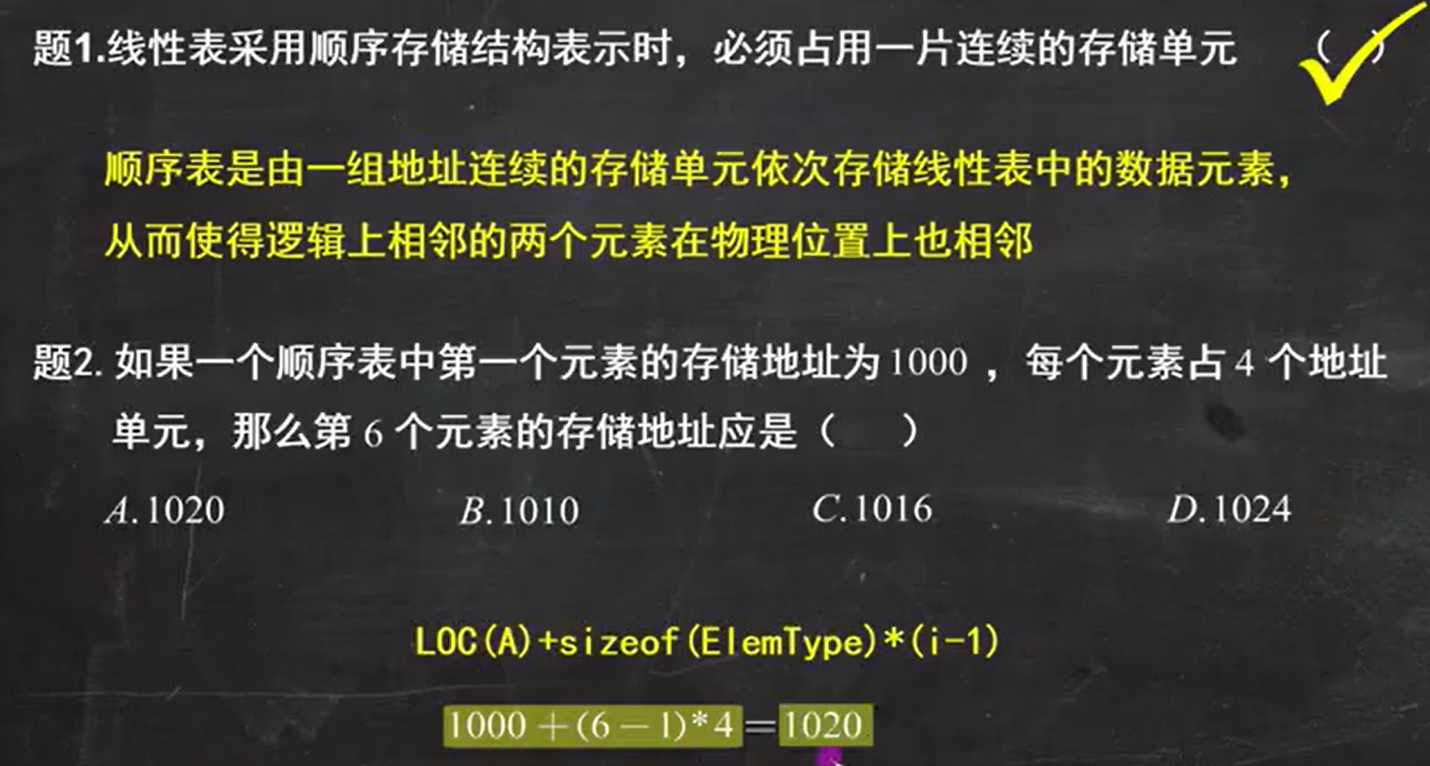 题1.线性表采用顺序存储结构表示时，必须占用一片连续的存储单元 （ ）
顺序表是由一组地址连续的存储单元依次存储线性表中的数据元素，
从而使得逻辑上相邻的两个元素在物理位置上也相邻
题2. 如果一个顺序表中第一个元素的存储地址为1000 ，每个元素占 4 个地址
单元，那么第 6 个元素的存储地址应是（ ）
A.1020 B.1010 C.1016 D.1024
LOC(A)+sizeof(ElemType)*(i-1)
1000+(6-1)*4=1020